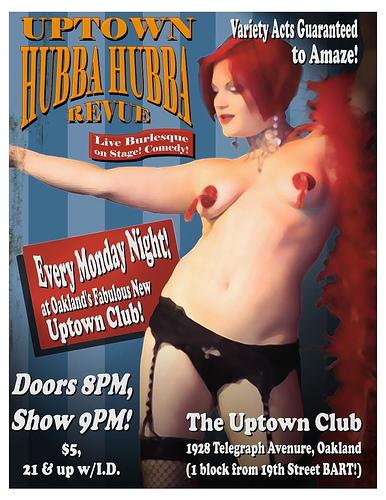 UPTOWN
HUBBA HUBBA
REVUE
Variety Acts Guaranteed
to Amaze!
Live Burlesque
on Stage! Comedy!
Every Monday Night!
at Oakland's Fabulous New
Uptown Club!
Doors 8PM,
Show 9PM!
$5,
21 & up w/I.D.
The Uptown Club
1928 Telegraph Avenure, Oakland
(1 block from 19th Street BART!)